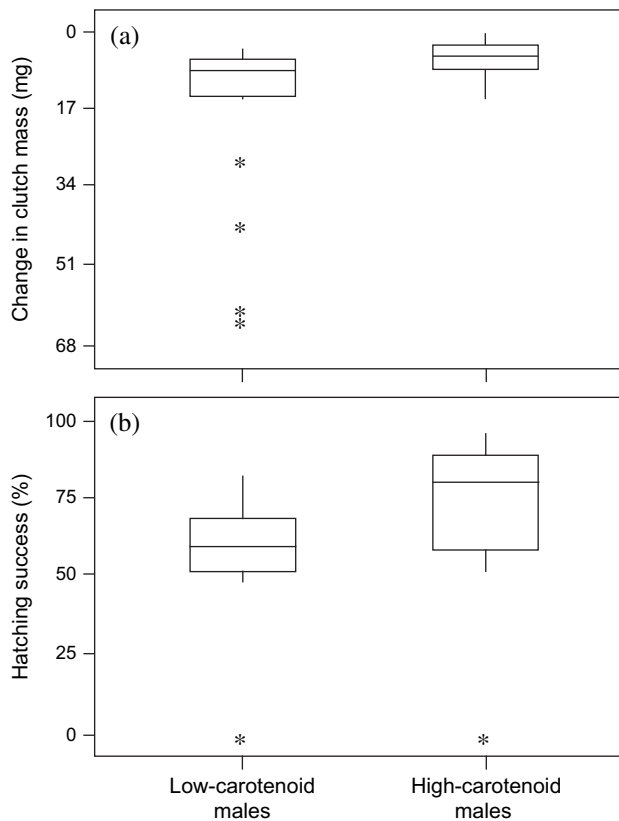 (a)
Change in clutch mass (mg)
0
17
34
51
68
*
*
*
*
(b)
Hatching success (%)
100
75
50
25
0
*
*
Low-carotenoid
males
High-carotenoid
males